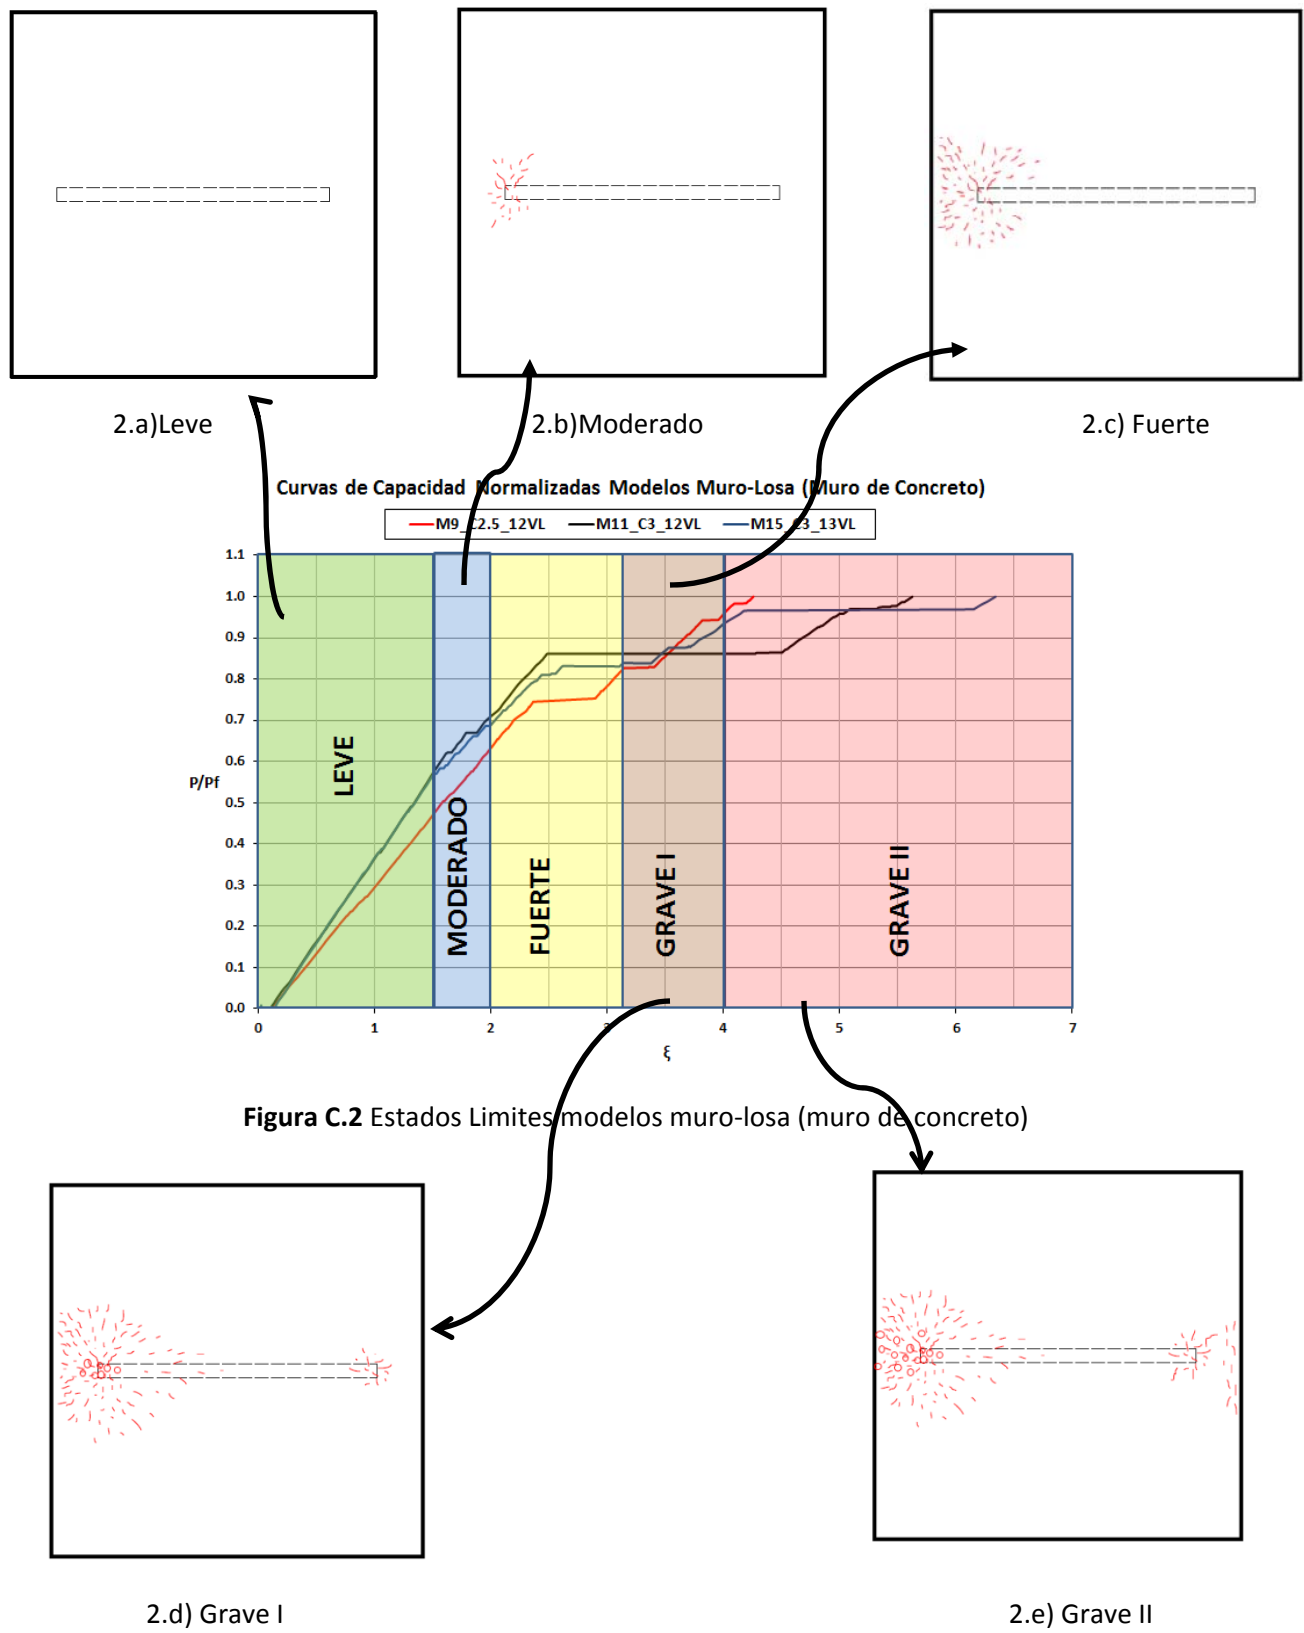 2.a)Leve
2.b)Moderado
2.c) Fuerte
Curvas de Capacidad Normalizadas Modelos Muro-Losa (Muro de Concreto)
M9_C2.5_12VL M11_C3_12VL M15_C3_13VL
1.1
1.0
0.9
0.8
0.7
0.6
0.5
0.4
0.3
0.2
0.1
0.0
P/Pf
LEVE
MODERADO
FUERTE
GRAVE I
GRAVE II
0 1 2 3 4 5 6 7
ξ
Figura C.2 Estados Limites modelos muro-losa (muro de concreto)
2.d) Grave I
2.e) Grave II